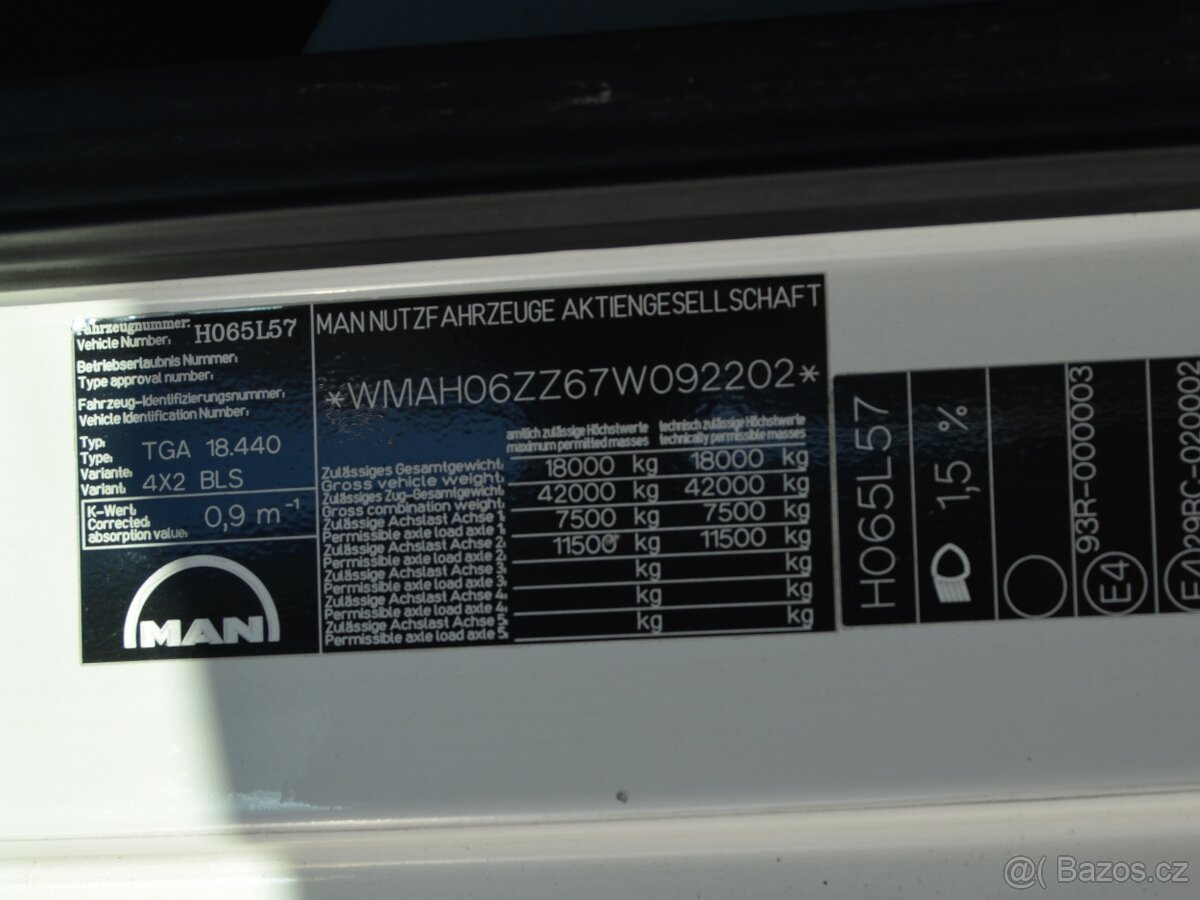 Fahrzeugnummer:
Vehicle Number: H065L57
Betriebserlaubnis Nummer:
Type approval number:
Fahrzeug-Identifizierungsnummer:
Vehicle Identification Number:
Typ:
Type: TGA 18.440
Variante:
Variant: 4X2 BLS
K-Wert:
Corrected
absorption value: 0,9 m⁻¹
MAN
MAN NUTZFAHRZEUGE AKTIENGESELLSCHAFT
*WMAH06ZZ67W092202*
amtlich zulässige Höchstwerte technisch zulässige Höchstwerte
maximum permitted masses technically permissible masses
Zulässiges Gesamtgewicht:
Gross vehicle weight: 18000 kg 18000 kg
Zulässiges Zug-Gesamtgewicht:
Gross combination weight: 42000 kg 42000 kg
Zulässige Achslast Achse 1:
Permissible axle load axle 1: 7500 kg 7500 kg
Zulässige Achslast Achse 2:
Permissible axle load axle 2: 11500 kg 11500 kg
Zulässige Achslast Achse 3:
Permissible axle load axle 3: kg kg
Zulässige Achslast Achse 4:
Permissible axle load axle 4: kg kg
Zulässige Achslast Achse 5:
Permissible axle load axle 5: kg kg
H065L57
1,5 %
E4 93R-000003
E4 29RC-020002
@( Bazos.cz